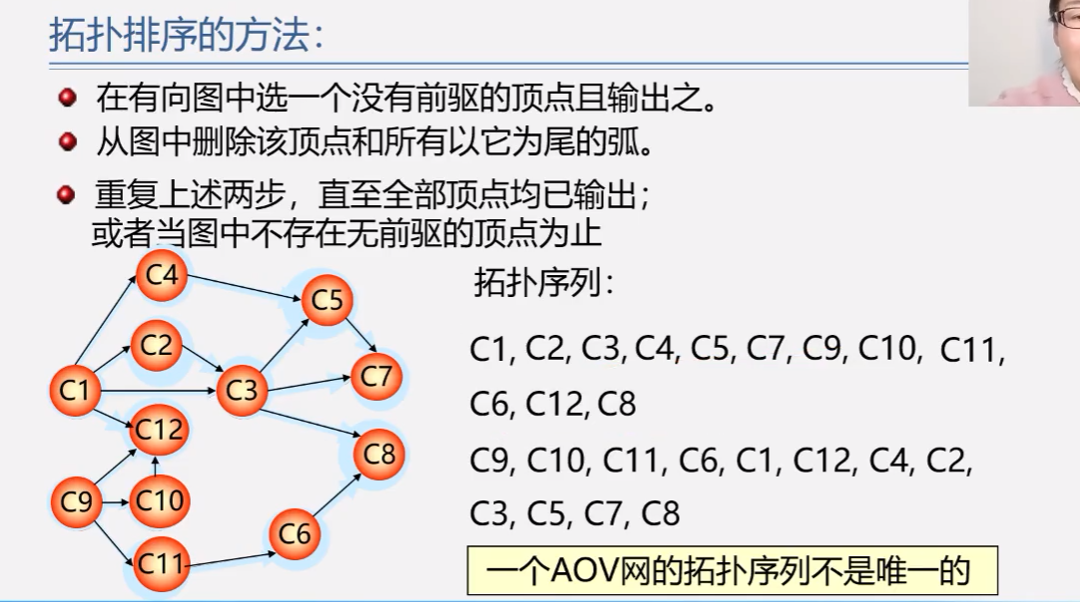 拓扑排序的方法：
在有向图中选一个没有前驱的顶点且输出之。
从图中删除该顶点和所有以它为尾的弧。
重复上述两步，直至全部顶点均已输出；
或者当图中不存在无前驱的顶点为止
C4
C5
C2
C1
C3
C7
C12
C8
C9
C10
C6
C11
拓扑序列：
C1, C2, C3, C4, C5, C7, C9, C10, C11,
C6, C12, C8
C9, C10, C11, C6, C1, C12, C4, C2,
C3, C5, C7, C8
一个AOV网的拓扑序列不是唯一的